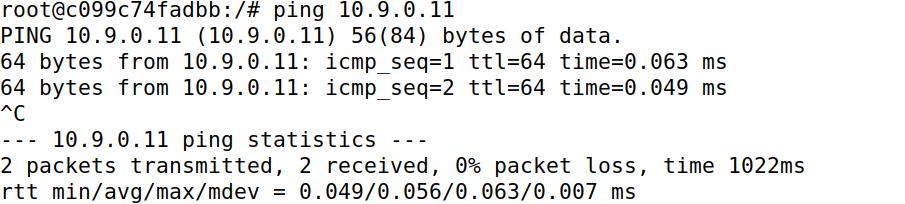 root@c099c74fadbb:/# ping 10.9.0.11
PING 10.9.0.11 (10.9.0.11) 56(84) bytes of data.
64 bytes from 10.9.0.11: icmp_seq=1 ttl=64 time=0.063 ms
64 bytes from 10.9.0.11: icmp_seq=2 ttl=64 time=0.049 ms
^C
--- 10.9.0.11 ping statistics ---
2 packets transmitted, 2 received, 0% packet loss, time 1022ms
rtt min/avg/max/mdev = 0.049/0.056/0.063/0.007 ms